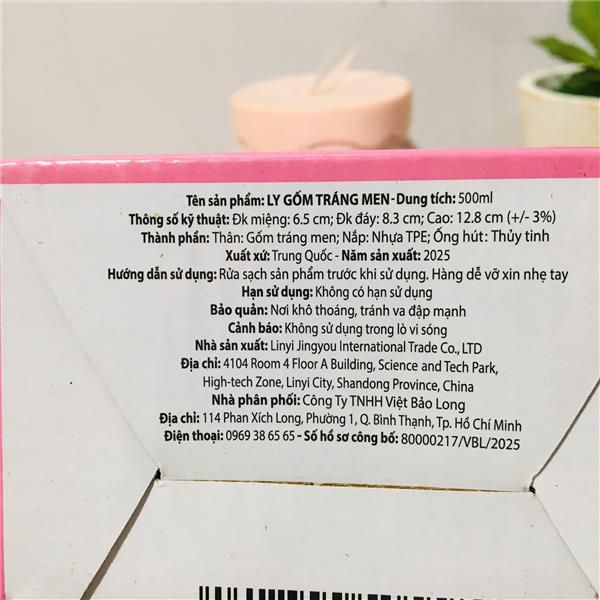 Tên sản phẩm: LY GỐM TRÁNG MEN - Dung tích: 500ml
Thông số kỹ thuật: Đk miệng: 6.5 cm; Đk đáy: 8.3 cm; Cao: 12.8 cm (+/- 3%)
Thành phần: Thân: Gốm tráng men; Nắp: Nhựa TPE; Ống hút: Thủy tinh
Xuất xứ: Trung Quốc - Năm sản xuất: 2025
Hướng dẫn sử dụng: Rửa sạch sản phẩm trước khi sử dụng. Hàng dễ vỡ xin nhẹ tay
Hạn sử dụng: Không có hạn sử dụng
Bảo quản: Nơi khô thoáng, tránh va đập mạnh
Cảnh báo: Không sử dụng trong lò vi sóng
Nhà sản xuất: Linyi Jingyou International Trade Co., LTD
Địa chỉ: 4104 Room 4 Floor A Building, Science and Tech Park,
High-tech Zone, Linyi City, Shandong Province, China
Nhà phân phối: Công Ty TNHH Việt Bảo Long
Địa chỉ: 114 Phan Xích Long, Phường 1, Q. Bình Thạnh, Tp. Hồ Chí Minh
Điện thoại: 0969 38 65 65 - Số hồ sơ công bố: 80000217/VBL/2025